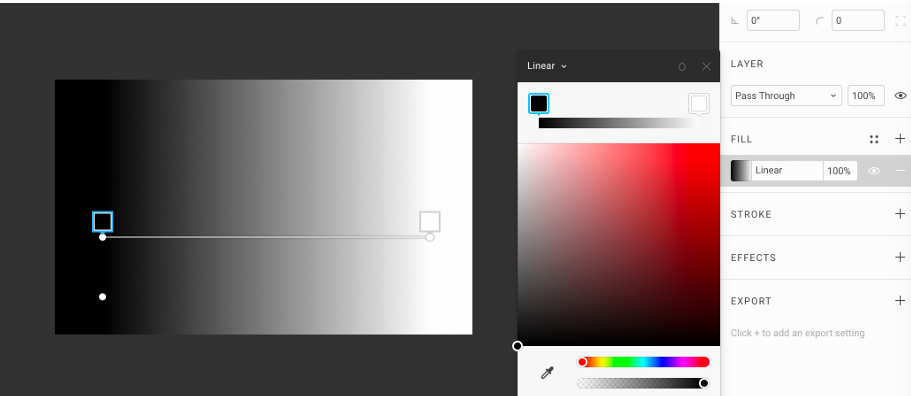 0°
0
Linear
LAYER
Pass Through
100%
FILL
Linear
100%
STROKE
EFFECTS
EXPORT
Click + to add an export setting